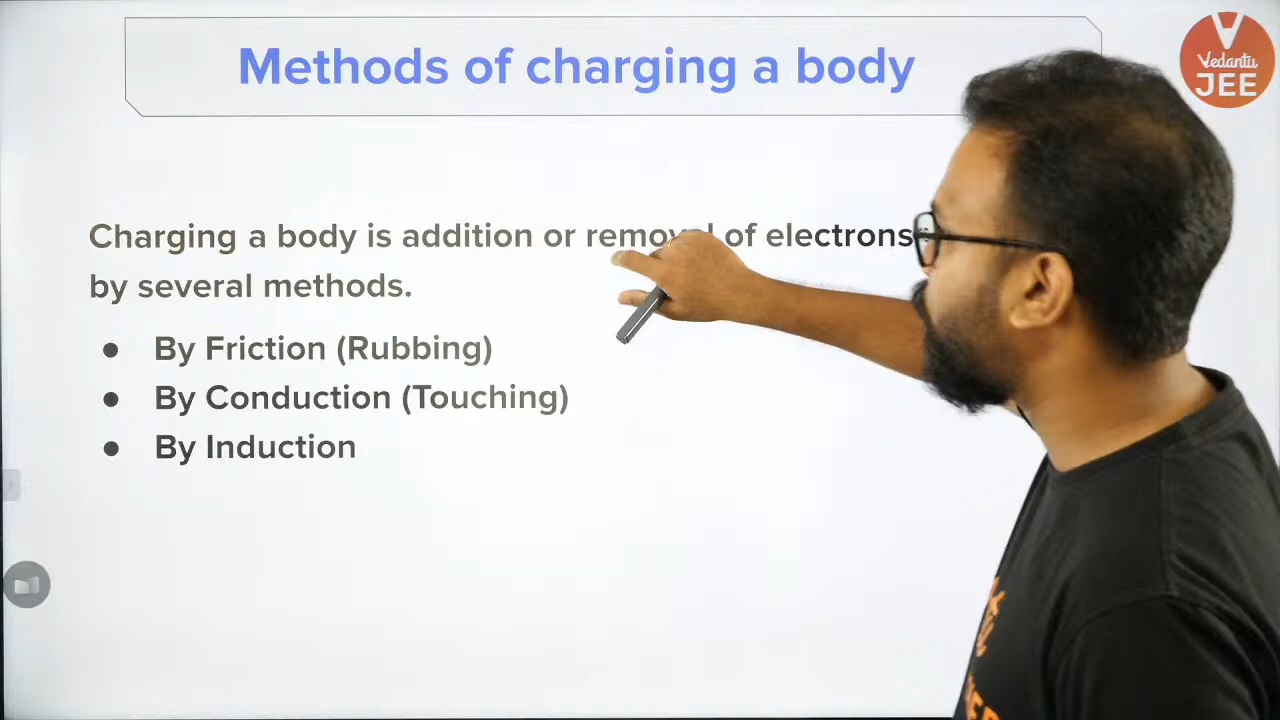 Methods of charging a body
Vedantu
JEE
Charging a body is addition or removal of electrons
by several methods.
● By Friction (Rubbing)
● By Conduction (Touching)
● By Induction